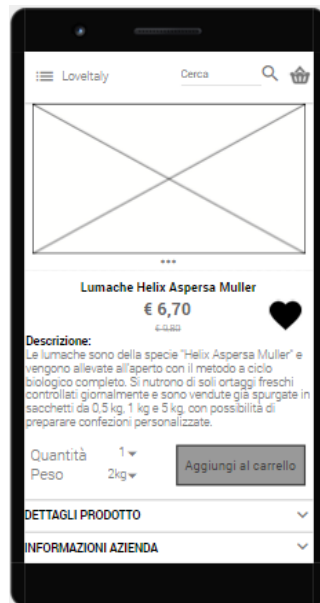 LoveItaly Cerca
Lumache Helix Aspersa Muller
€ 6,70
€ 9,80
Descrizione:
Le lumache sono della specie "Helix Aspersa Muller" e
vengono allevate all'aperto con il metodo a ciclo
biologico completo. Si nutrono di soli ortaggi freschi
controllati giornalmente e sono vendute già spurgate in
sacchetti da 0,5 kg, 1 kg e 5 kg, con possibilità di
preparare confezioni personalizzate.
Quantità 1
Peso 2kg
Aggiungi al carrello
DETTAGLI PRODOTTO
INFORMAZIONI AZIENDA